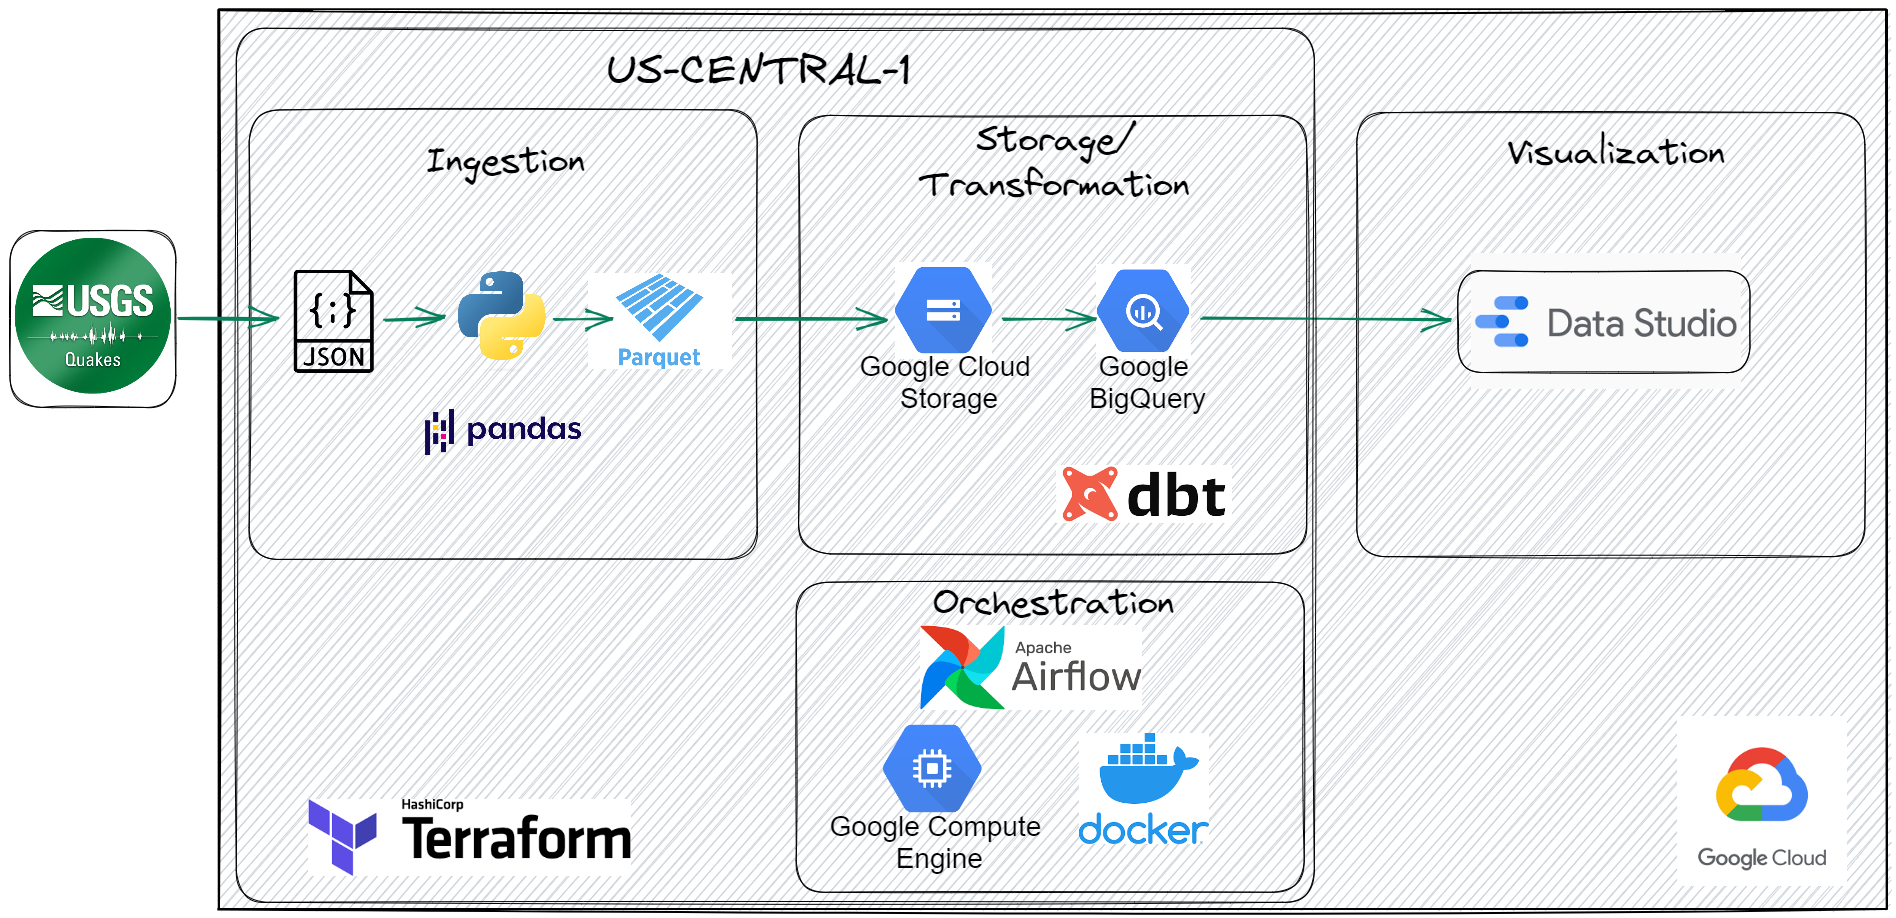 US-CENTRAL-1
Ingestion
Storage/
Transformation
Visualization
USGS
Quakes
{;}
JSON
Parquet
pandas
Google Cloud
Storage
Google
BigQuery
dbt
Data Studio
Orchestration
Apache
Airflow
Google Compute
Engine
docker
HashiCorp
Terraform
Google Cloud